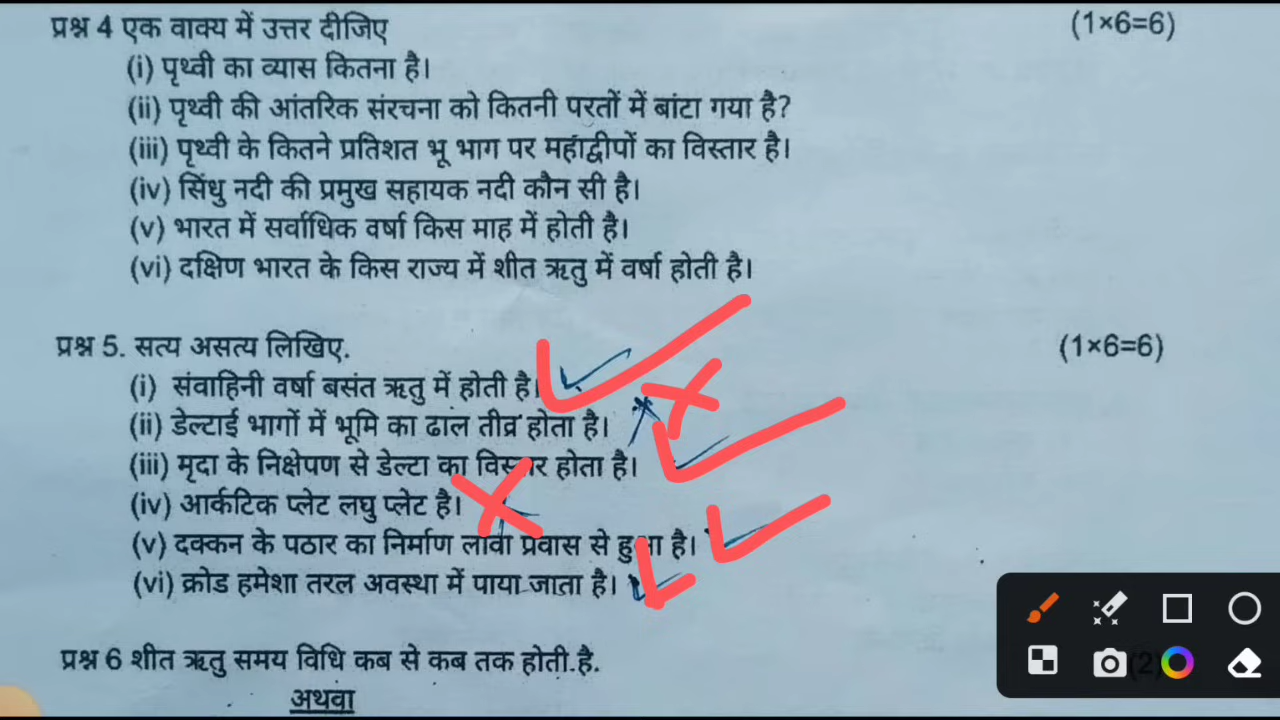 प्रश्न 4 एक वाक्य में उत्तर दीजिए (1×6=6)
(i) पृथ्वी का व्यास कितना है।
(ii) पृथ्वी की आंतरिक संरचना को कितनी परतों में बांटा गया है?
(iii) पृथ्वी के कितने प्रतिशत भू भाग पर महाद्वीपों का विस्तार है।
(iv) सिंधु नदी की प्रमुख सहायक नदी कौन सी है।
(v) भारत में सर्वाधिक वर्षा किस माह में होती है।
(vi) दक्षिण भारत के किस राज्य में शीत ऋतु में वर्षा होती है।
प्रश्न 5. सत्य असत्य लिखिए. (1×6=6)
(i) संवाहिनी वर्षा बसंत ऋतु में होती है।
(ii) डेल्टाई भागों में भूमि का ढाल तीव्र होता है।
(iii) मृदा के निक्षेपण से डेल्टा का विस्तार होता है।
(iv) आर्कटिक प्लेट लघु प्लेट है।
(v) दक्कन के पठार का निर्माण लावा प्रवास से हुआ है।
(vi) क्रोड हमेशा तरल अवस्था में पाया जाता है।
प्रश्न 6 शीत ऋतु समय विधि कब से कब तक होती है. (2)
अथवा